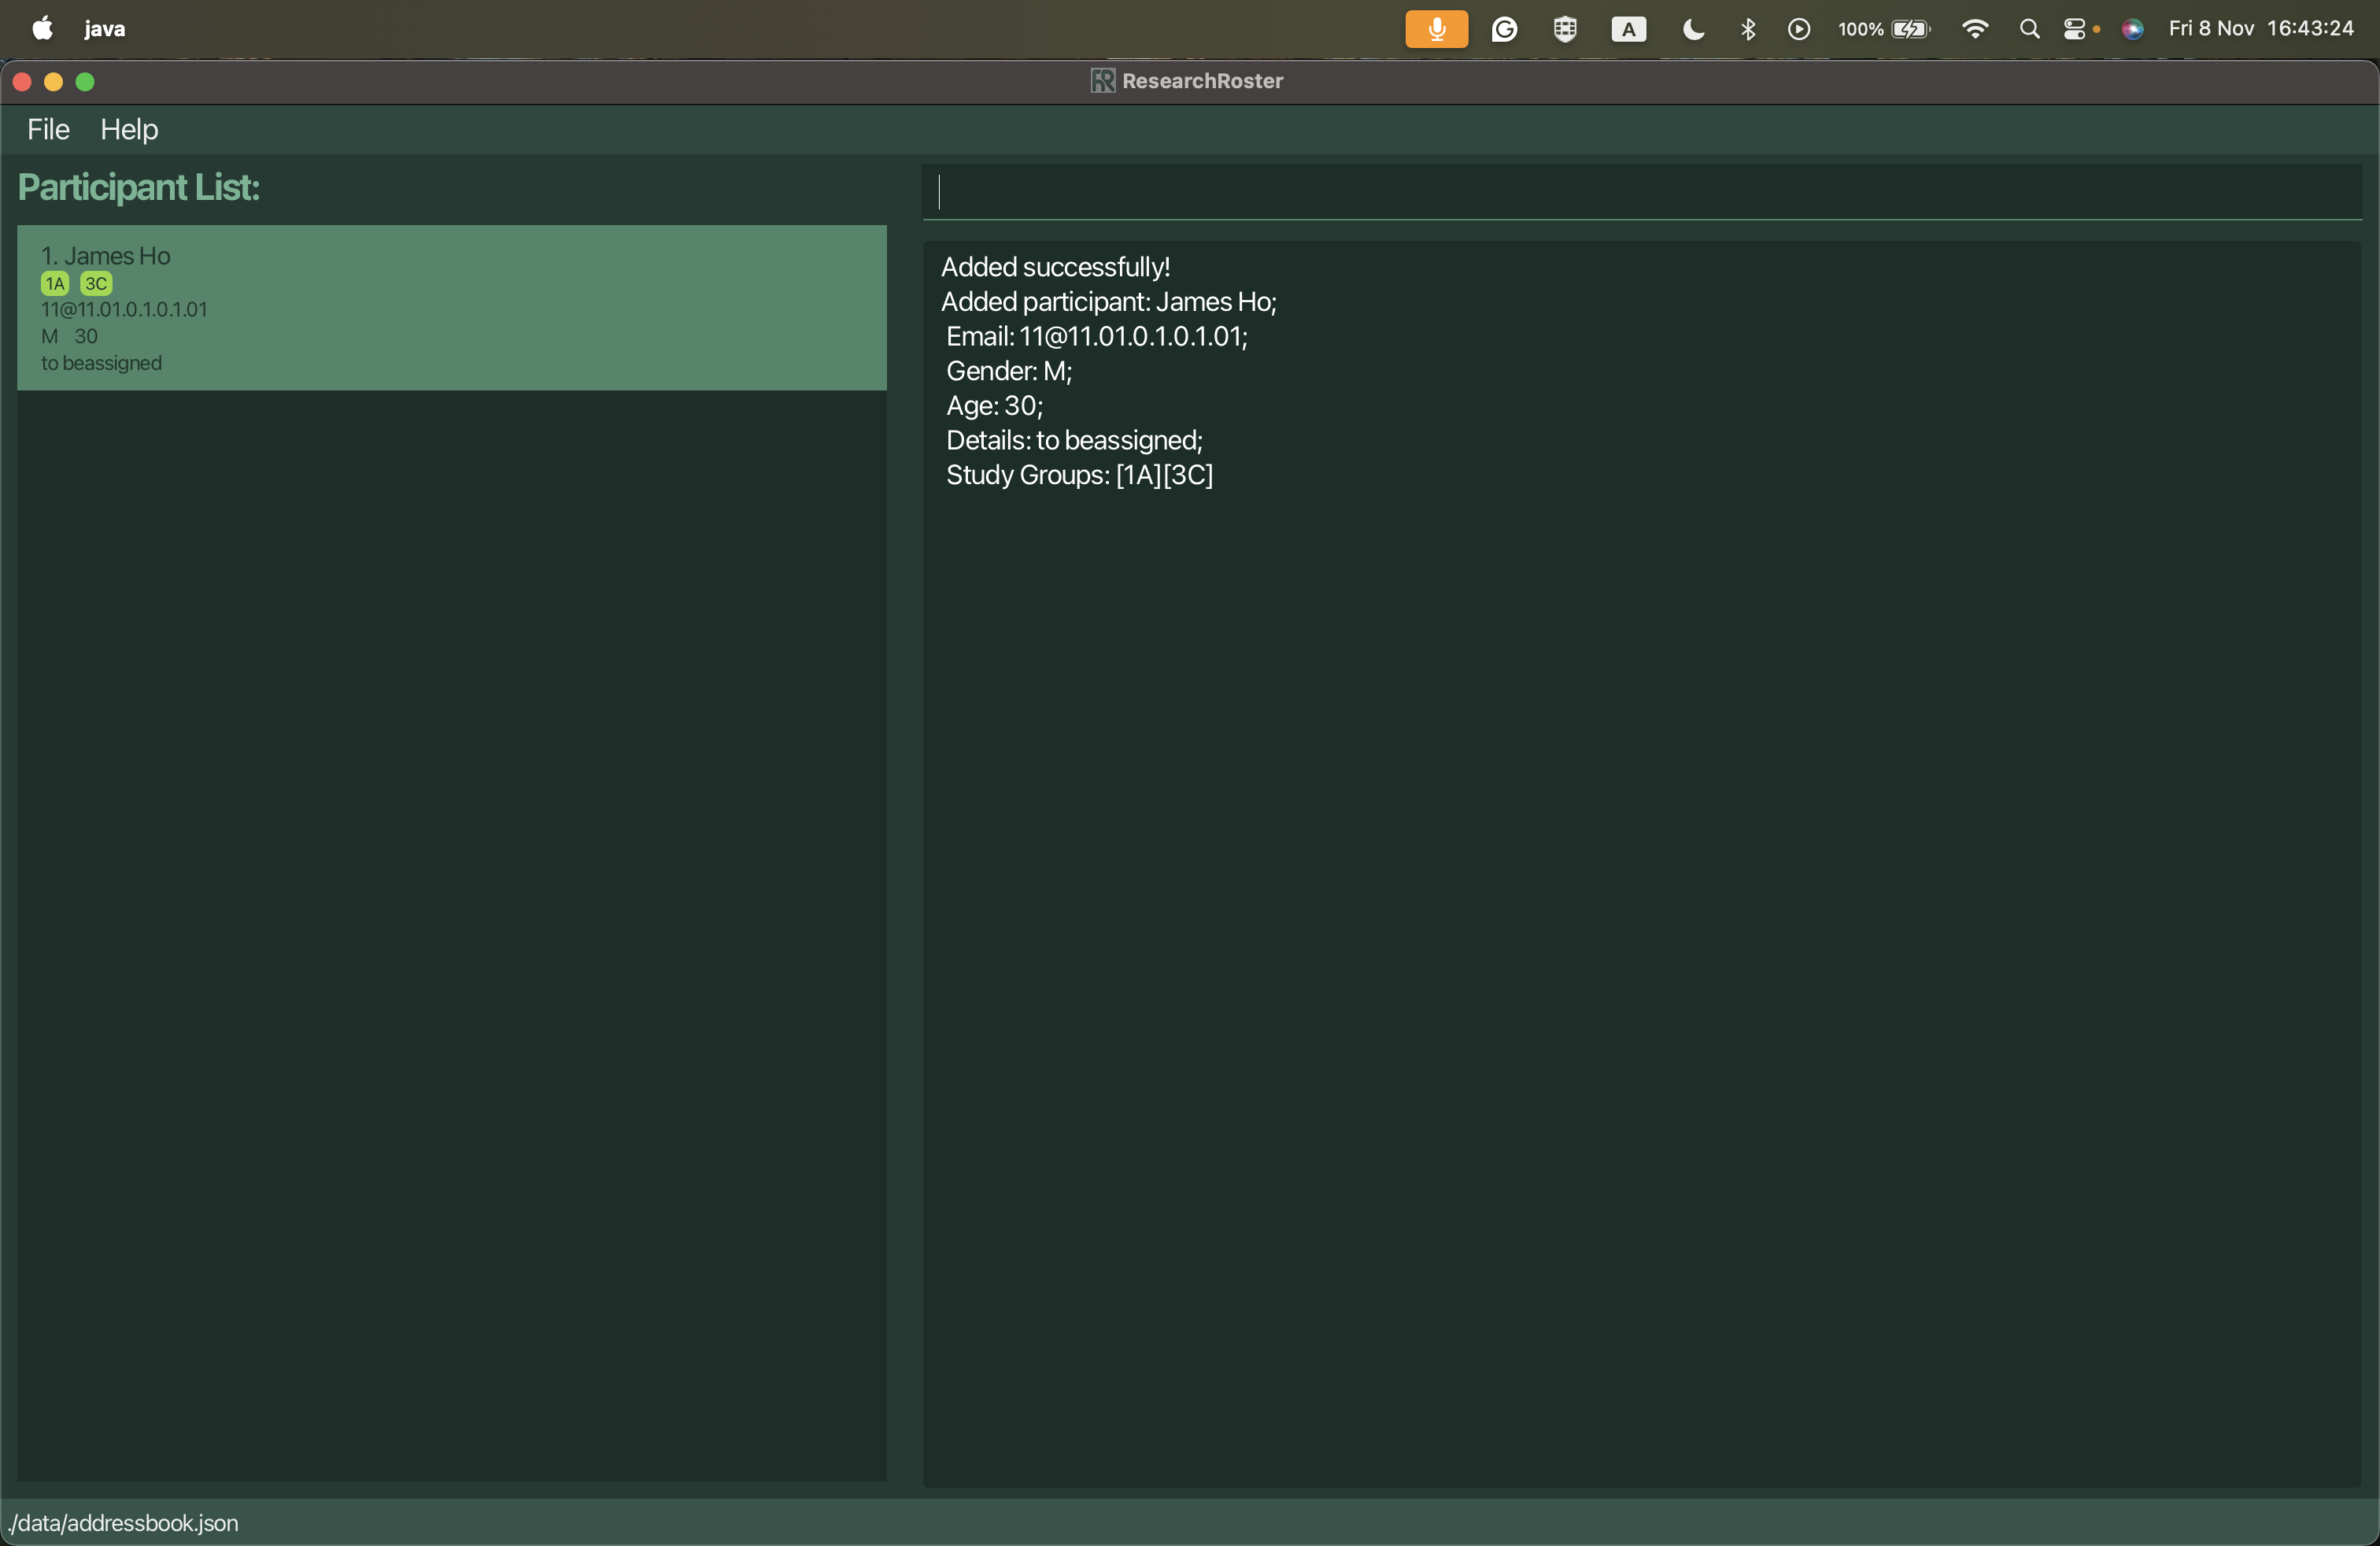 java A 100% Fri 8 Nov 16:43:24
ResearchRoster
File Help
Participant List:
1. James Ho
1A 3C
11@11.01.0.1.0.1.01
M 30
to beassigned
Added successfully!
Added participant: James Ho;
Email: 11@11.01.0.1.0.1.01;
Gender: M;
Age: 30;
Details: to beassigned;
Study Groups: [1A][3C]
./data/addressbook.json